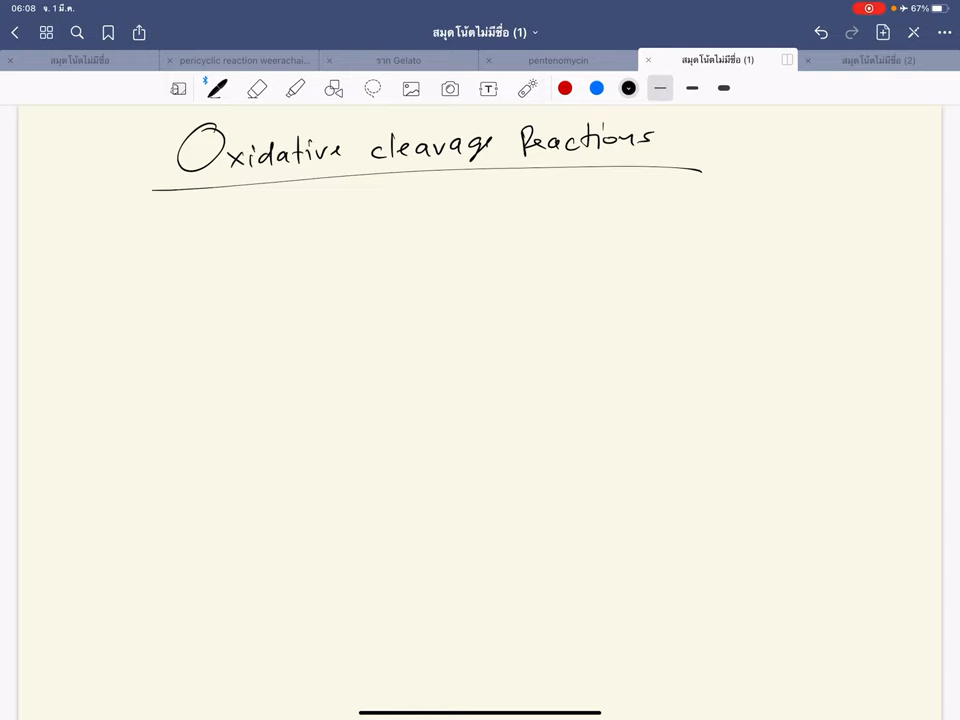 06:08 จ. 1 มี.ค. 67%
สมุดโน้ตไม่มีชื่อ (1)
สมุดโน้ตไม่มีชื่อ pericyclic reaction weerachai... ราก Gelato pentenomycin สมุดโน้ตไม่มีชื่อ (1) สมุดโน้ตไม่มีชื่อ (2)
T
Oxidative cleavage Reactions